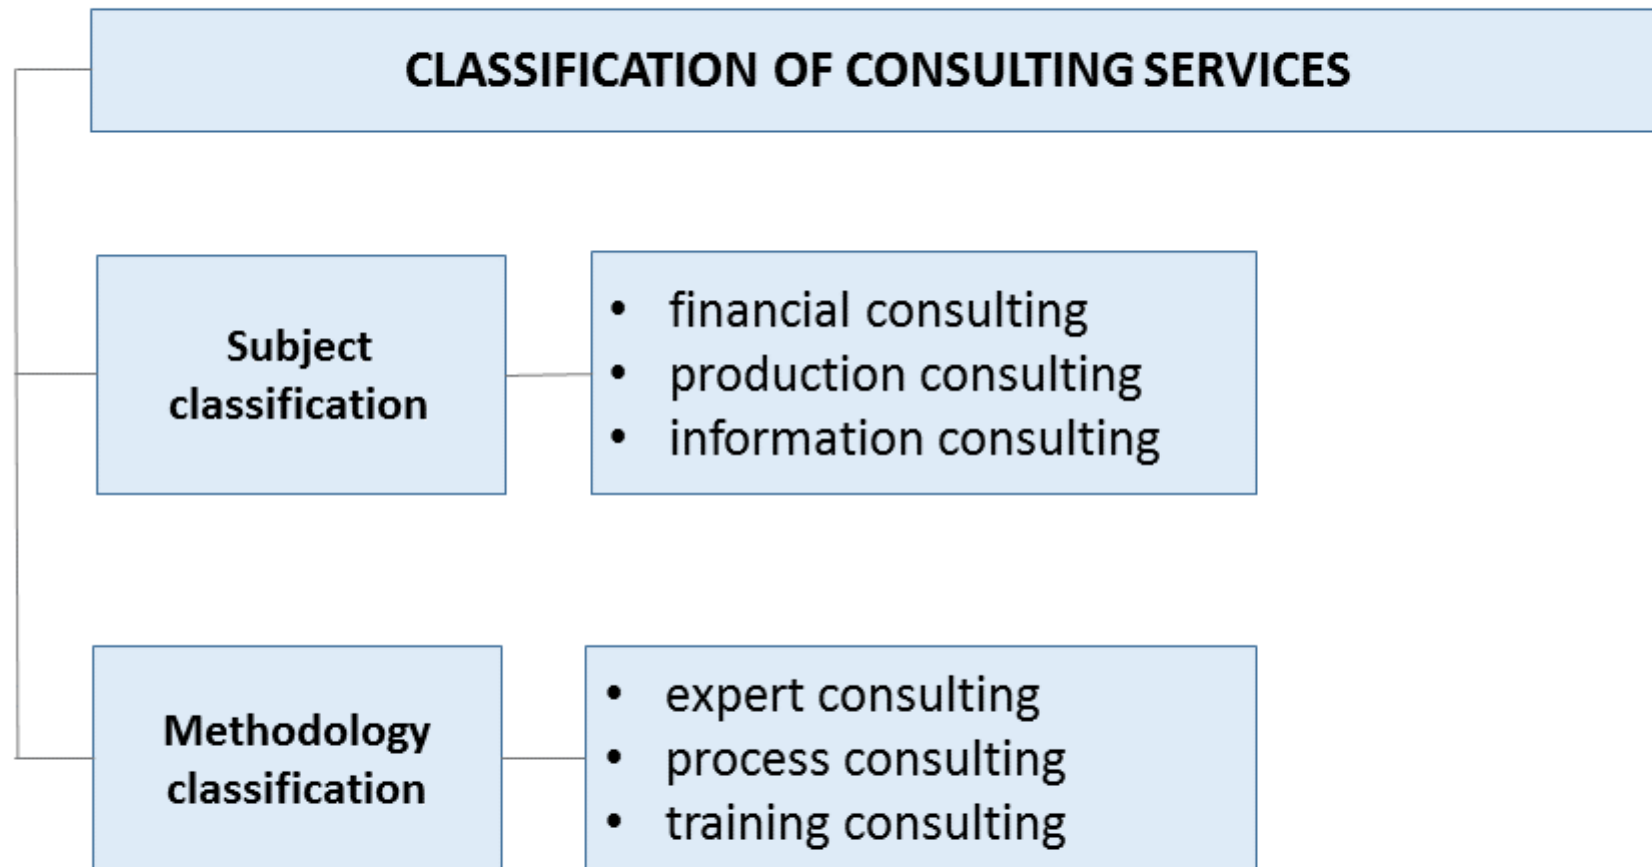 CLASSIFICATION OF CONSULTING SERVICES
Subject
classification
• financial consulting
• production consulting
• information consulting
Methodology
classification
• expert consulting
• process consulting
• training consulting